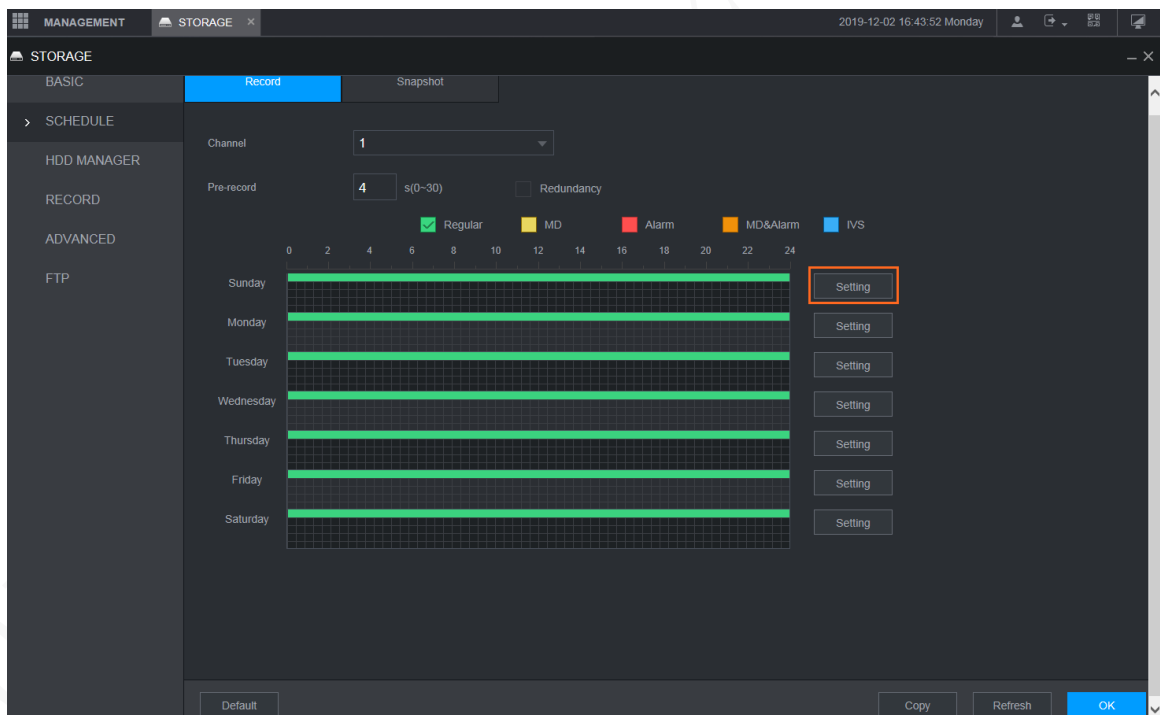 MANAGEMENT STORAGE × 2019-12-02 16:43:52 Monday
STORAGE
BASIC Record Snapshot
SCHEDULE
Channel 1
HDD MANAGER
Pre-record 4 s(0~30) Redundancy
RECORD
Regular MD Alarm MD&Alarm IVS
ADVANCED
0 2 4 6 8 10 12 14 16 18 20 22 24
FTP
Sunday Setting
Monday Setting
Tuesday Setting
Wednesday Setting
Thursday Setting
Friday Setting
Saturday Setting
Default Copy Refresh OK